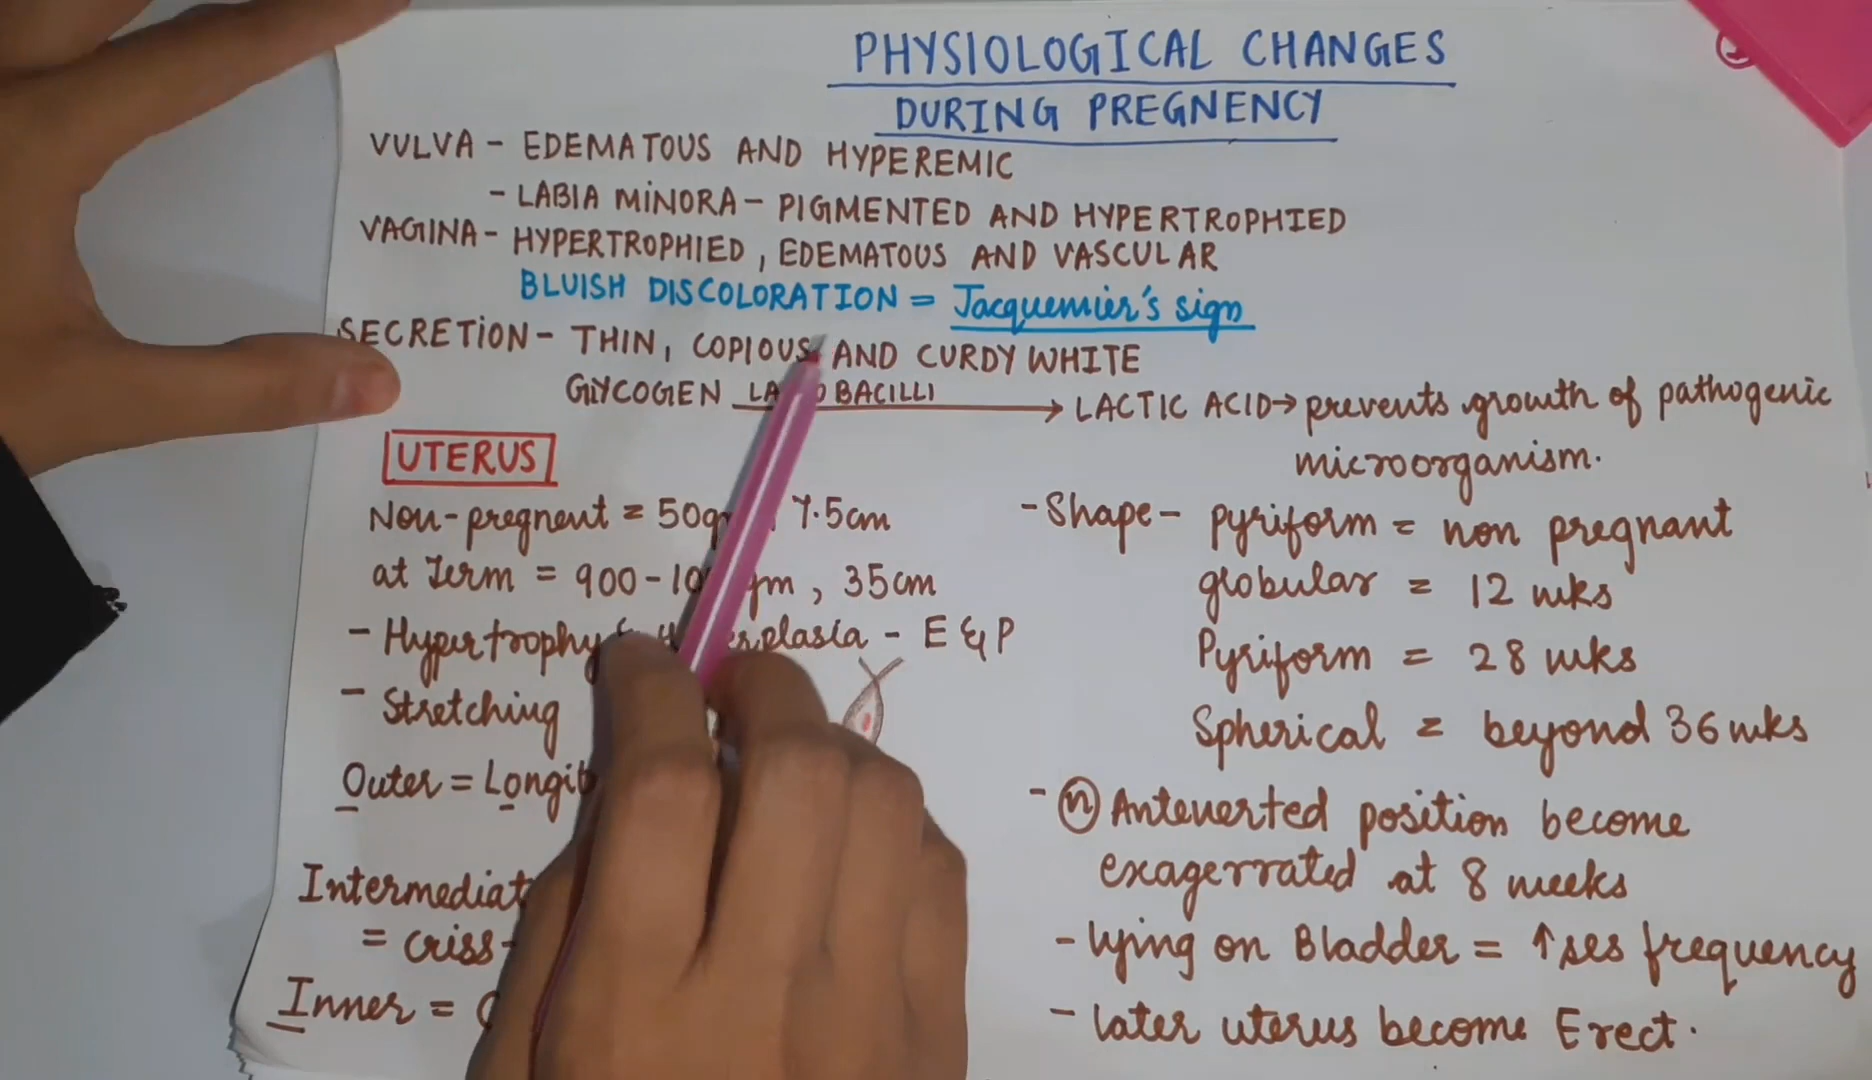 PHYSIOLOGICAL CHANGES
DURING PREGNENCY
VULVA - EDEMATOUS AND HYPEREMIC
- LABIA MINORA - PIGMENTED AND HYPERTROPHIED
VAGINA - HYPERTROPHIED, EDEMATOUS AND VASCULAR
BLUISH DISCOLORATION = Jacquemier's sign
SECRETION - THIN, COPIOUS AND CURDY WHITE
GLYCOGEN BACILLI → LACTIC ACID → prevents growth of pathogenic
microorganism.
UTERUS
Non-pregnent = 7.5cm
at Term = 900- gm, 35cm
- Hypertrophy & - E & P
- Stretching
Outer =
Intermediat
= criss-
Inner =
- Shape - pyriform = non pregnant
globular = 12 wks
Pyriform = 28 wks
Spherical = beyond 36 wks
- (n) Anteverted position become
exagerrated at 8 weeks
- lying on Bladder = ↑ses frequency
- later uterus become Erect.